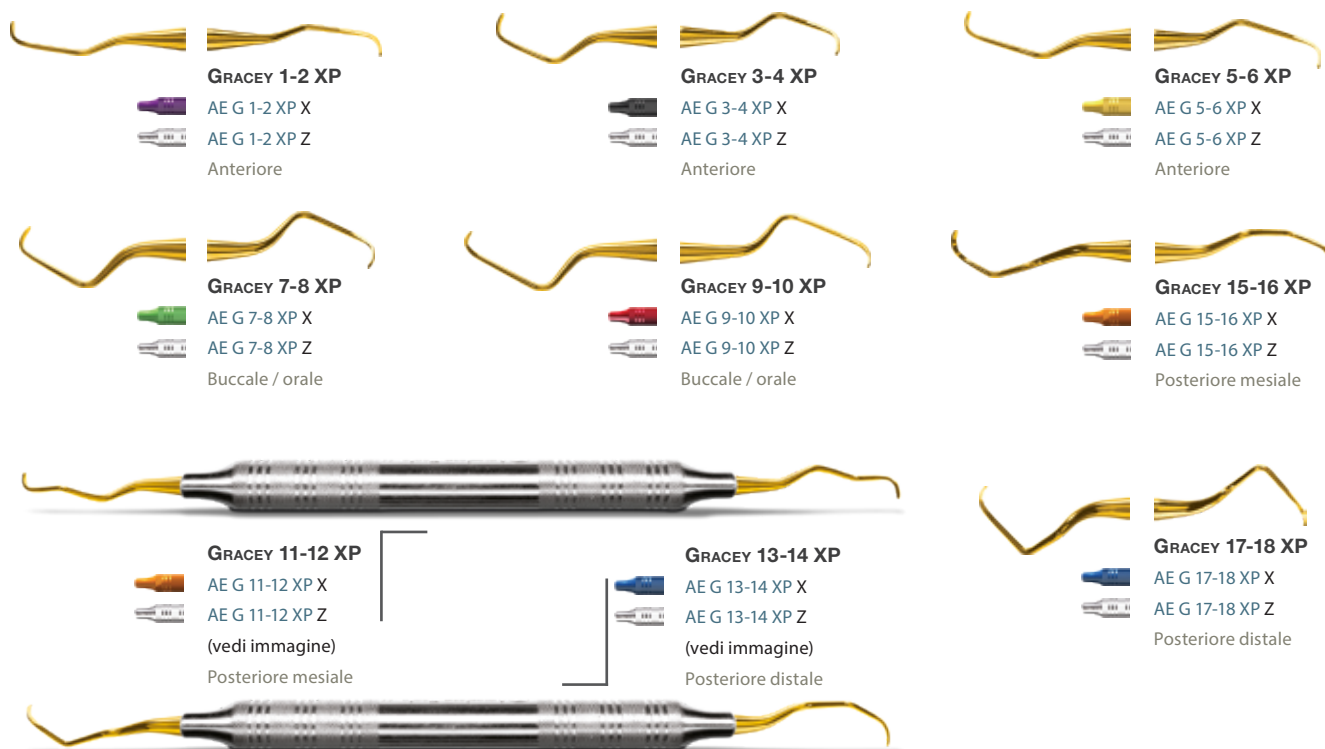 Gracey 1-2 XP
AE G 1-2 XP X
AE G 1-2 XP Z
Anteriore
Gracey 3-4 XP
AE G 3-4 XP X
AE G 3-4 XP Z
Anteriore
Gracey 5-6 XP
AE G 5-6 XP X
AE G 5-6 XP Z
Anteriore
Gracey 7-8 XP
AE G 7-8 XP X
AE G 7-8 XP Z
Buccale / orale
Gracey 9-10 XP
AE G 9-10 XP X
AE G 9-10 XP Z
Buccale / orale
Gracey 15-16 XP
AE G 15-16 XP X
AE G 15-16 XP Z
Posteriore mesiale
Gracey 11-12 XP
AE G 11-12 XP X
AE G 11-12 XP Z
(vedi immagine)
Posteriore mesiale
Gracey 13-14 XP
AE G 13-14 XP X
AE G 13-14 XP Z
(vedi immagine)
Posteriore distale
Gracey 17-18 XP
AE G 17-18 XP X
AE G 17-18 XP Z
Posteriore distale